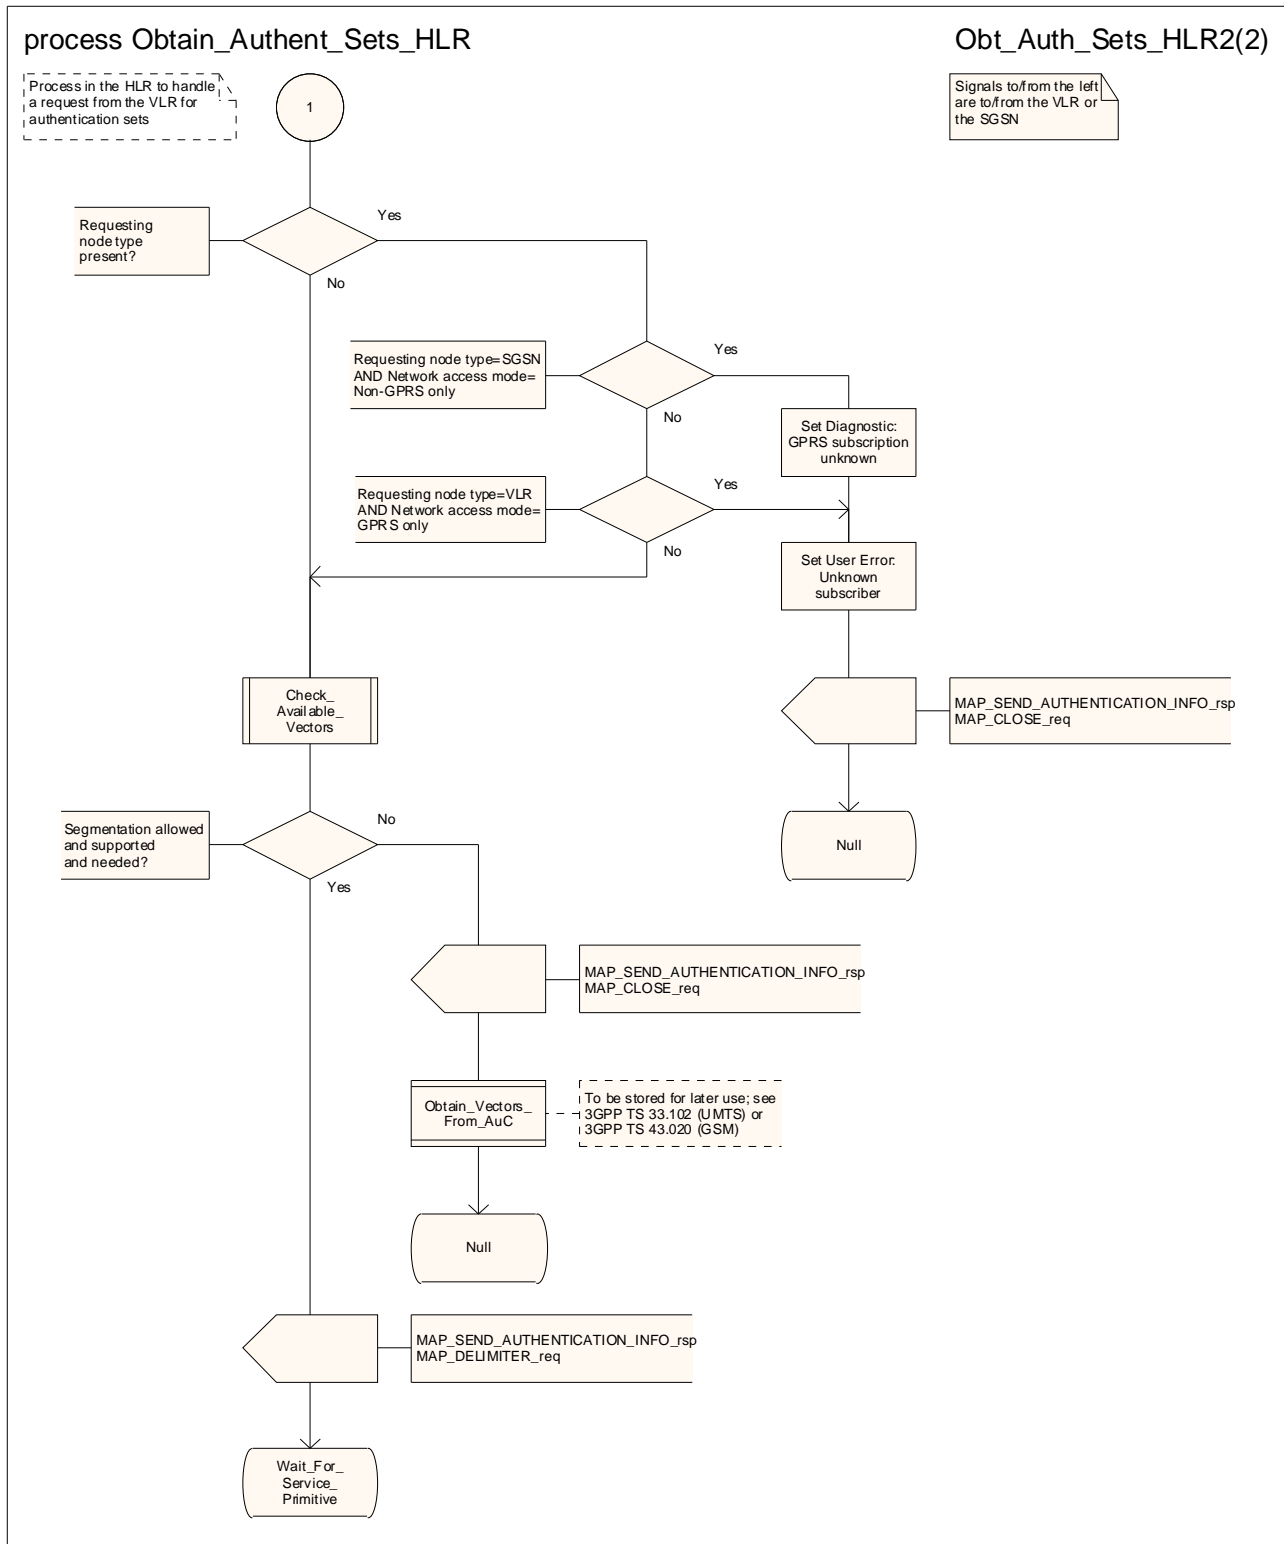 process Obtain_Authent_Sets_HLR
Obt_Auth_Sets_HLR2(2)
Process in the HLR to handle
a request from the VLR for
authentication sets
1
Signals to/from the left
are to/from the VLR or
the SGSN
Requesting
node type
present?
Yes
No
Requesting node type=SGSN
AND Network access mode=
Non-GPRS only
Yes
No
Set Diagnostic:
GPRS subscription
unknown
Requesting node type=VLR
AND Network access mode=
GPRS only
Yes
No
Set User Error:
Unknown
subscriber
Check_
Available_
Vectors
MAP_SEND_AUTHENTICATION_INFO_rsp
MAP_CLOSE_req
Segmentation allowed
and supported
and needed?
No
Yes
Null
MAP_SEND_AUTHENTICATION_INFO_rsp
MAP_CLOSE_req
Obtain_Vectors_
From_AuC
To be stored for later use; see
3GPP TS 33.102 (UMTS) or
3GPP TS 43.020 (GSM)
Null
MAP_SEND_AUTHENTICATION_INFO_rsp
MAP_DELIMITER_req
Wait_For_
Service_
Primitive